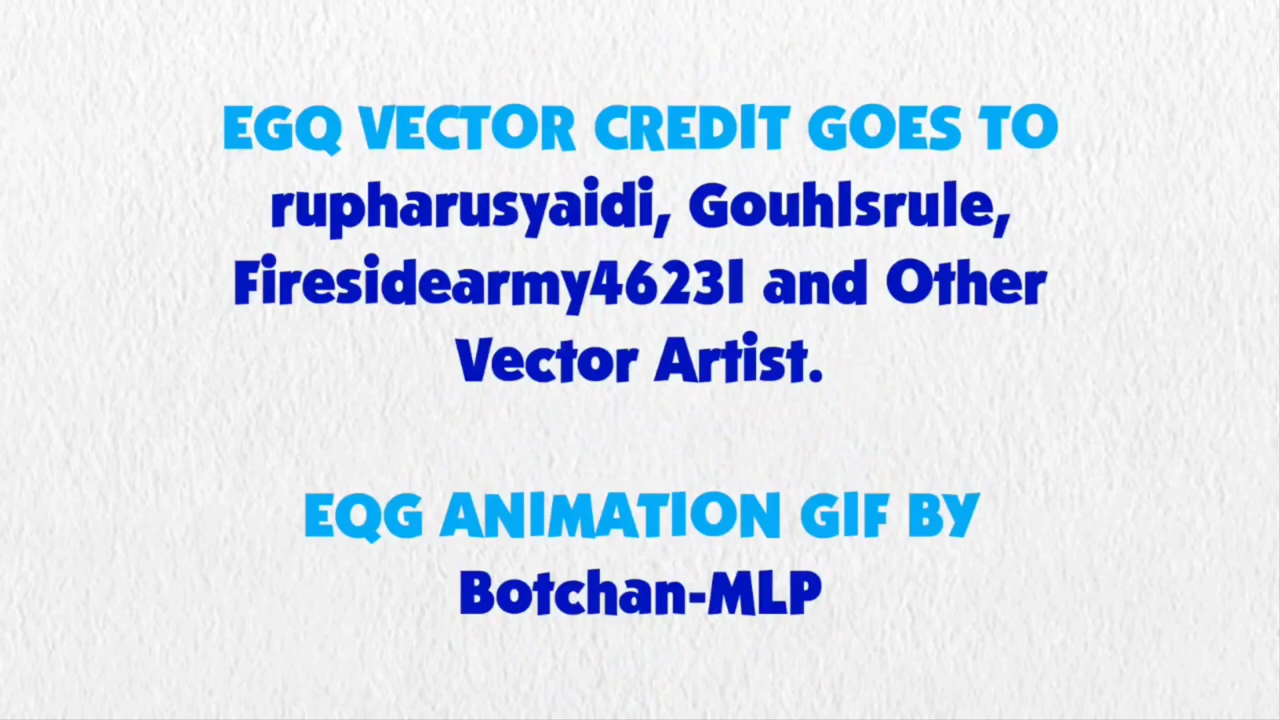 EGQ VECTOR CREDIT GOES TO
rupharusyaidi, Gouhlsrule,
Firesidearmy46231 and Other
Vector Artist.
EQG ANIMATION GIF BY
Botchan-MLP